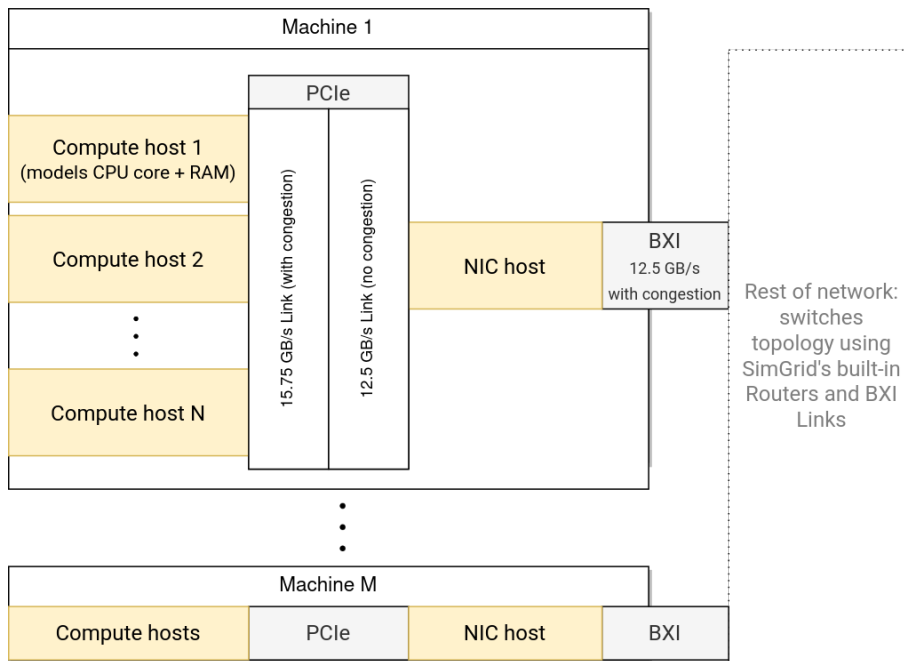 Machine 1
PCIe
Compute host 1
(models CPU core + RAM)
Compute host 2
Compute host N
15.75 GB/s Link (with congestion)
12.5 GB/s Link (no congestion)
NIC host
BXI
12.5 GB/s
with congestion
Rest of network:
switches
topology using
SimGrid's built-in
Routers and BXI
Links
Machine M
Compute hosts
PCIe
NIC host
BXI